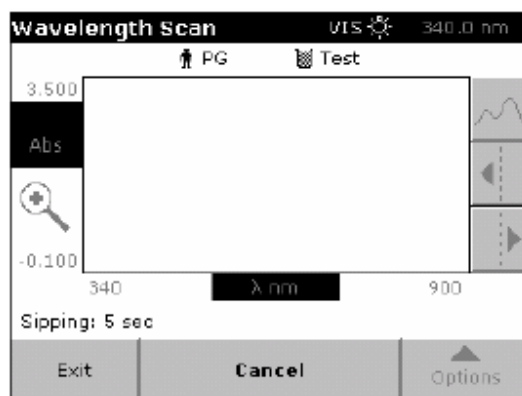 Wavelength Scan VIS 340.0 nm
PG Test
3.500
Abs
-0.100
340 λ nm 900
Sipping: 5 sec
Exit Cancel Options